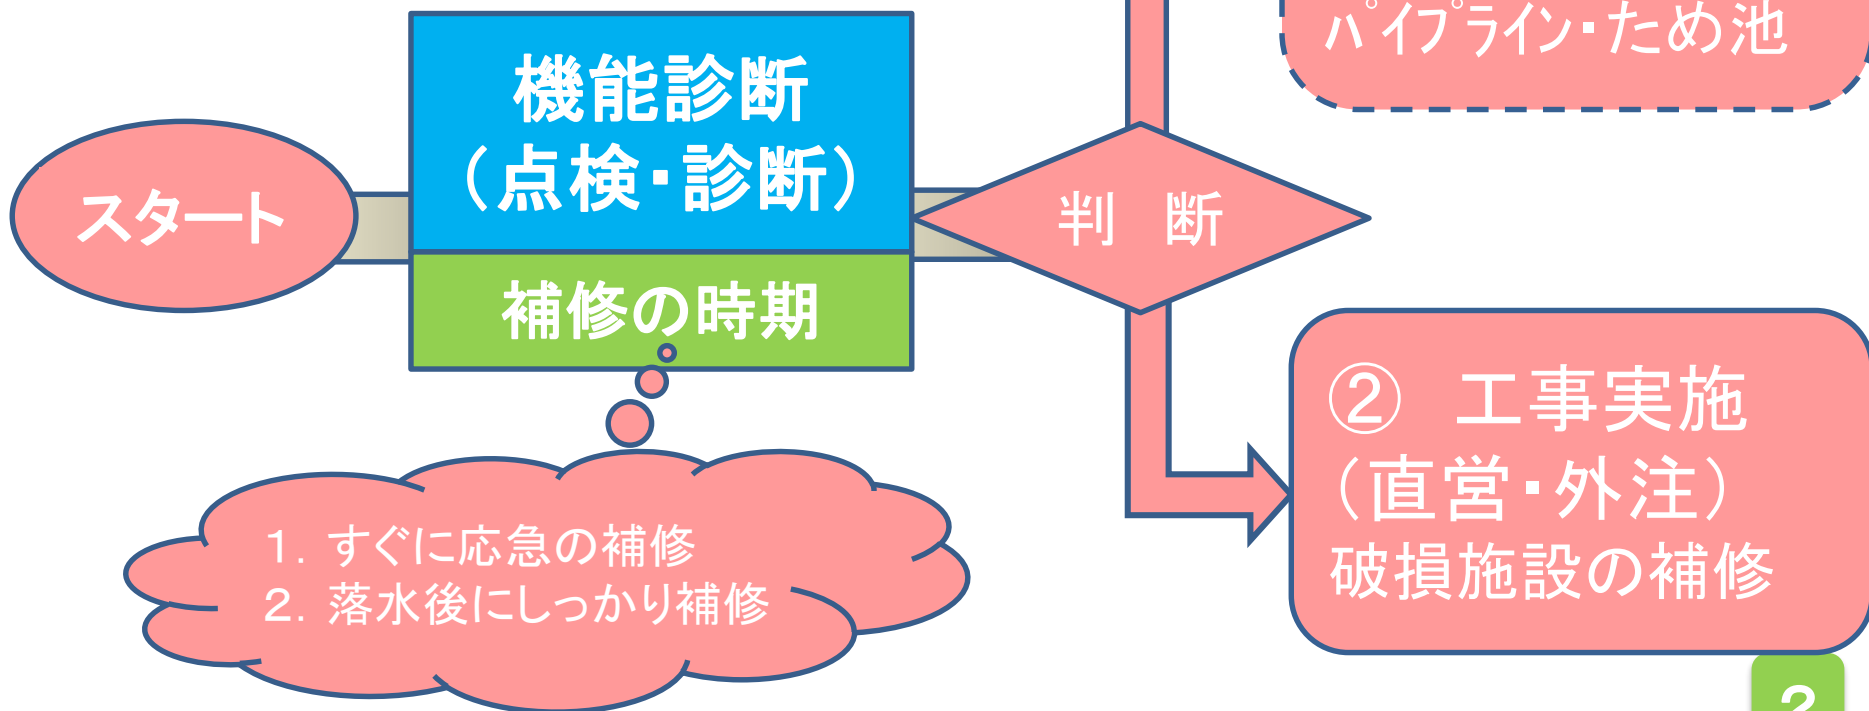 ﾊﾟｲﾌﾟﾗｲﾝ・ため池
機能診断
（点検・診断）
スタート
判　断
補修の時期
②　工事実施
（直営・外注）
破損施設の補修
１．すぐに応急の補修
２．落水後にしっかり補修